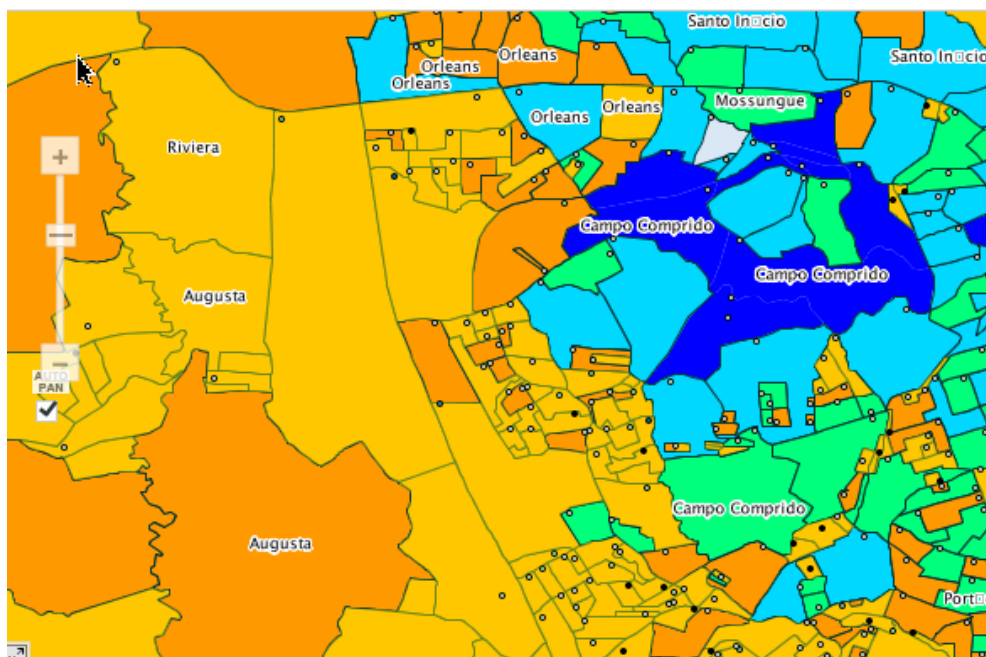 Santo In□cio
Orleans
Santo In□cio
Orleans
Orleans
Mossungue
Orleans
Orleans
Riviera
Campo Comprido
Campo Comprido
Augusta
AUTO
PAN
Campo Comprido
Augusta
Port□